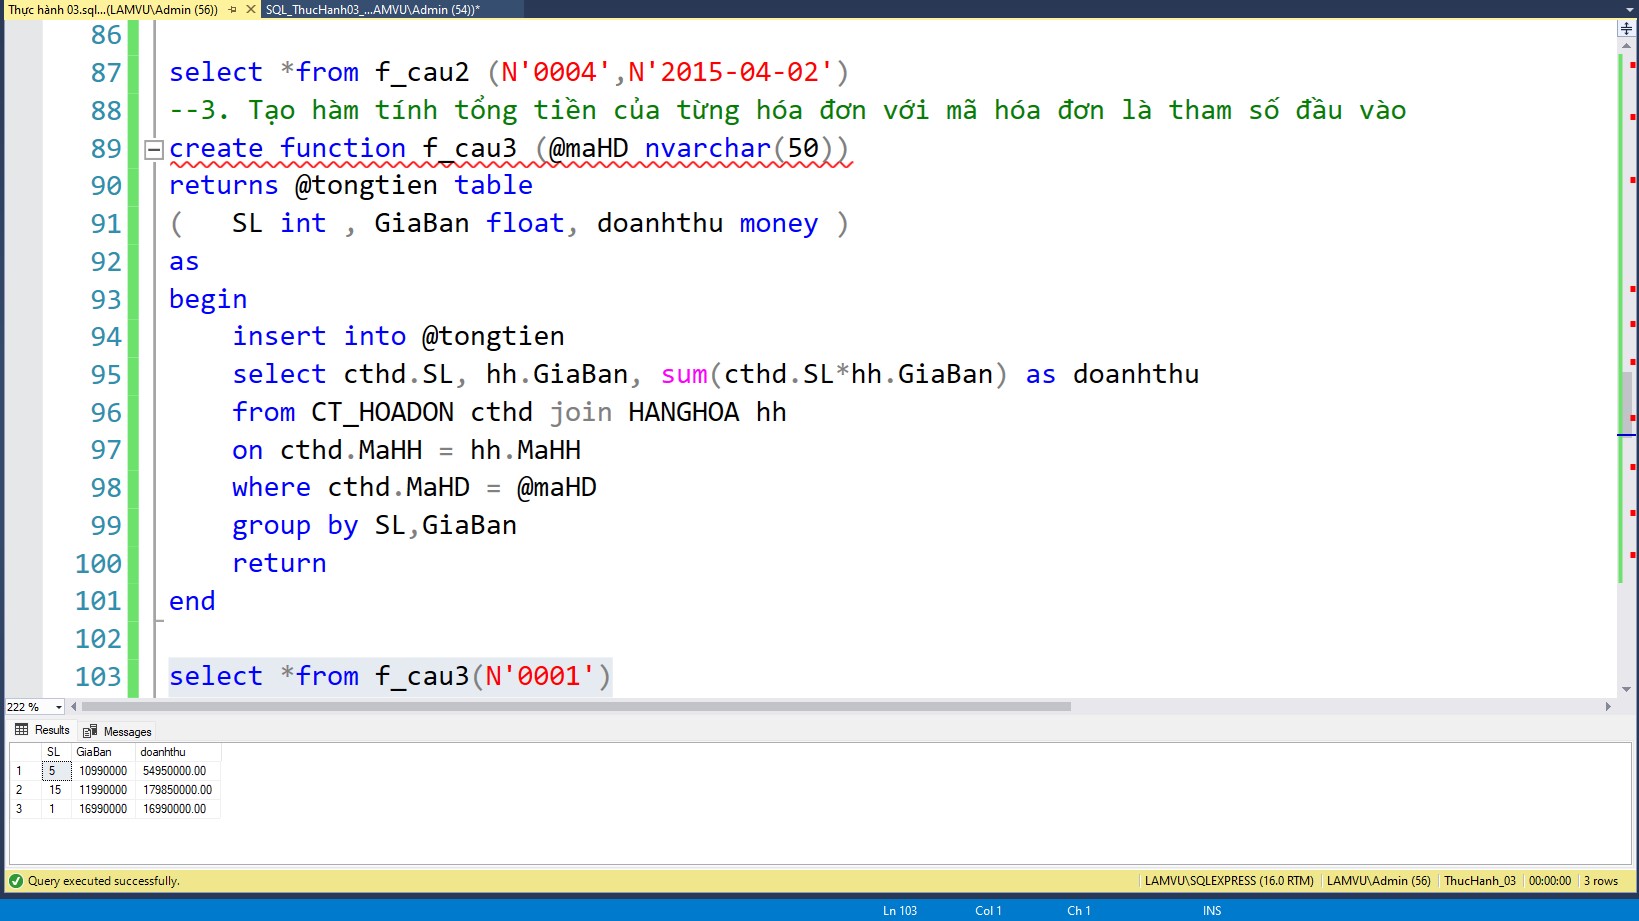 Thực hành 03.sql...(LAMVU\Admin (56)) SQL_ThucHanh03_...AMVU\Admin (54))*
86
87 select *from f_cau2 (N'0004',N'2015-04-02')
88 --3. Tạo hàm tính tổng tiền của từng hóa đơn với mã hóa đơn là tham số đầu vào
89 create function f_cau3 (@maHD nvarchar(50))
90 returns @tongtien table
91 ( SL int , GiaBan float, doanhthu money )
92 as
93 begin
94 insert into @tongtien
95 select cthd.SL, hh.GiaBan, sum(cthd.SL*hh.GiaBan) as doanhthu
96 from CT_HOADON cthd join HANGHOA hh
97 on cthd.MaHH = hh.MaHH
98 where cthd.MaHD = @maHD
99 group by SL,GiaBan
100 return
101 end
102
103 select *from f_cau3(N'0001')
222 %
Results Messages
SL GiaBan doanhthu
1 5 10990000 54950000.00
2 15 11990000 179850000.00
3 1 16990000 16990000.00
Query executed successfully. LAMVU\SQLEXPRESS (16.0 RTM) LAMVU\Admin (56) ThucHanh_03 00:00:00 3 rows
Ln 103 Col 1 Ch 1 INS